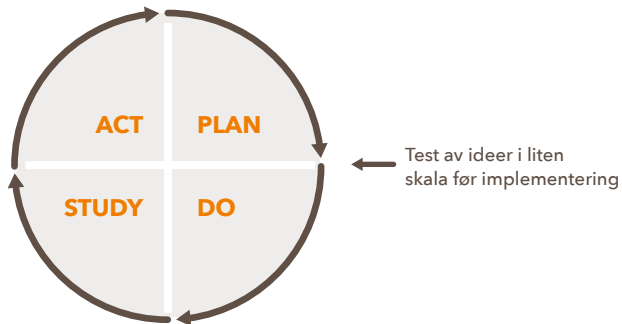 ACT
PLAN
STUDY
DO
Test av ideer i liten
skala før implementering